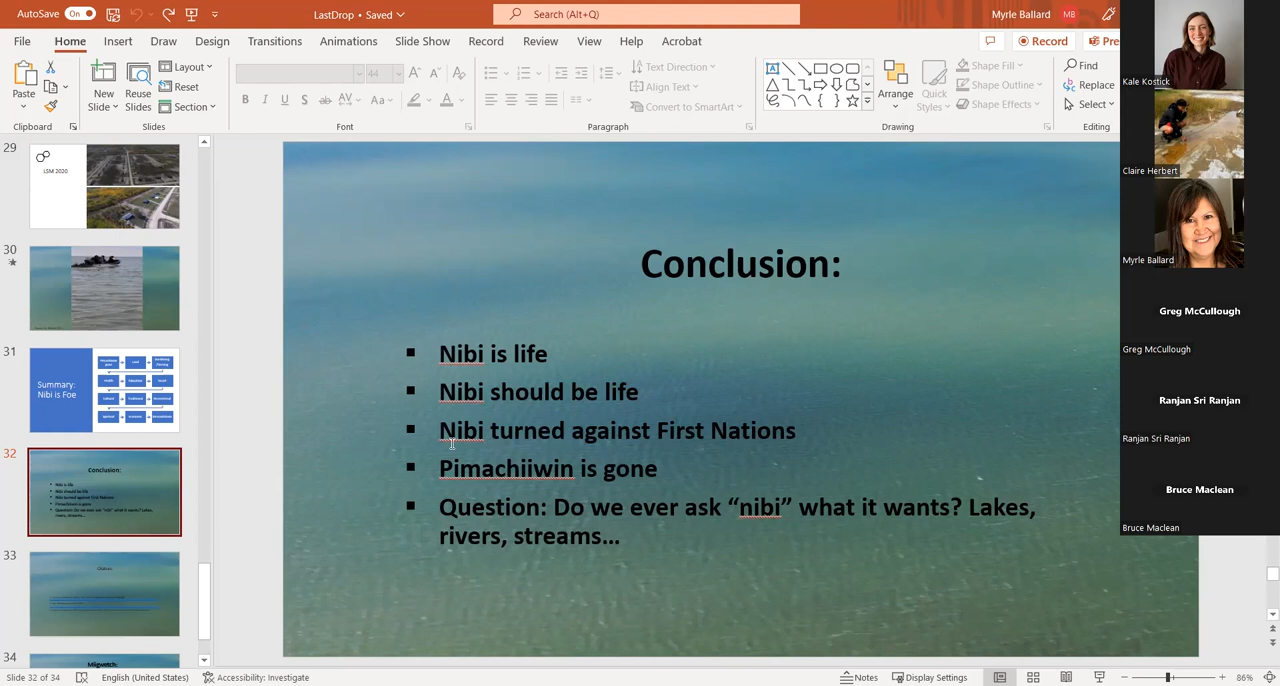 AutoSave On LastDrop • Saved Search (Alt+Q) Myrle Ballard MB
File Home Insert Draw Design Transitions Animations Slide Show Record Review View Help Acrobat Record Pre
Paste
New Slide
Reuse Slides
Layout
Reset
Section
44
Text Direction
Align Text
Convert to SmartArt
Arrange
Quick Styles
Shape Fill
Shape Outline
Shape Effects
Find
Replace
Select
Clipboard Slides Font Paragraph Drawing Editing
29
LSM 2020
30
31
Summary:
Nibi is Foe
32
33
34
Miigwetch:
Conclusion:
▪ Nibi is life
▪ Nibi should be life
▪ Nibi turned against First Nations
▪ Pimachiiwin is gone
▪ Question: Do we ever ask “nibi” what it wants? Lakes,
rivers, streams…
Kale Kostick
Claire Herbert
Myrle Ballard
Greg McCullough
Greg McCullough
Ranjan Sri Ranjan
Ranjan Sri Ranjan
Bruce Maclean
Bruce Maclean
Slide 32 of 34 English (United States) Accessibility: Investigate Notes Display Settings 86%